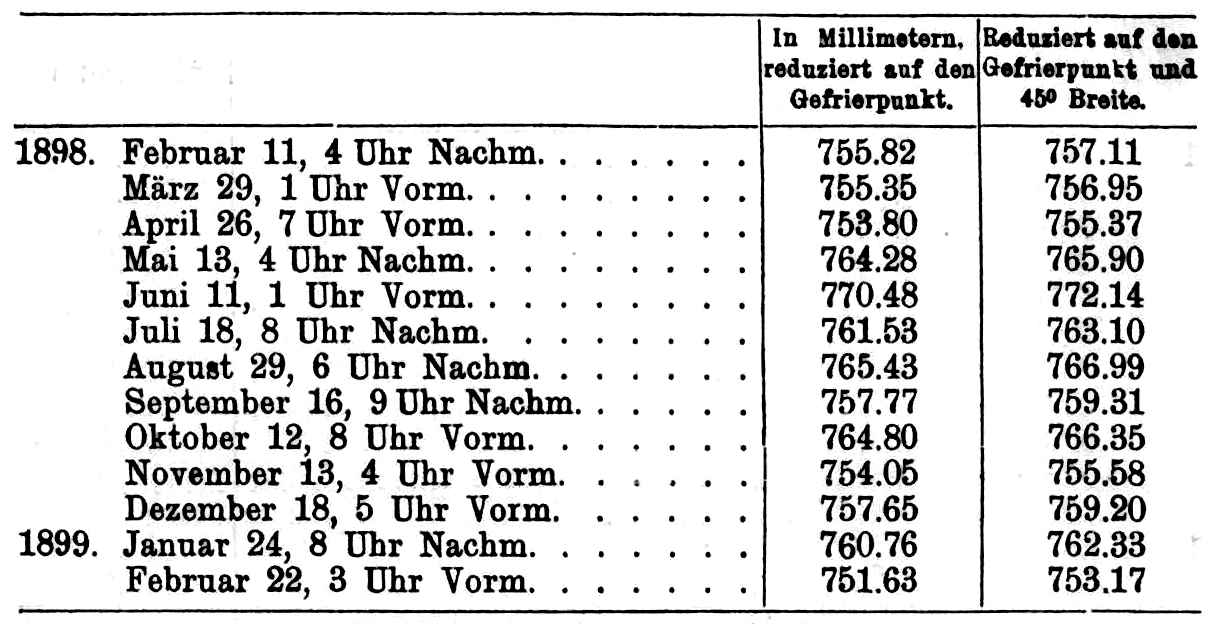 In Millimetern, reduziert auf den Gefrierpunkt. Reduziert auf den Gefrierpunkt und 45⁰ Breite.
1898. Februar 11, 4 Uhr Nachm. . . . . . . 755.82 757.11
März 29, 1 Uhr Vorm. . . . . . . . . 755.35 756.95
April 26, 7 Uhr Vorm. . . . . . . . . 753.80 755.37
Mai 13, 4 Uhr Nachm. . . . . . . . . 764.28 765.90
Juni 11, 1 Uhr Vorm. . . . . . . . . 770.48 772.14
Juli 18, 8 Uhr Nachm. . . . . . . . 761.53 763.10
August 29, 6 Uhr Nachm. . . . . . . 765.43 766.99
September 16, 9 Uhr Nachm. . . . . . 757.77 759.31
Oktober 12, 8 Uhr Vorm. . . . . . . 764.80 766.35
November 13, 4 Uhr Vorm. . . . . . 754.05 755.58
Dezember 18, 5 Uhr Vorm. . . . . . 757.65 759.20
1899. Januar 24, 8 Uhr Nachm. . . . . . . 760.76 762.33
Februar 22, 3 Uhr Vorm. . . . . . . 751.63 753.17